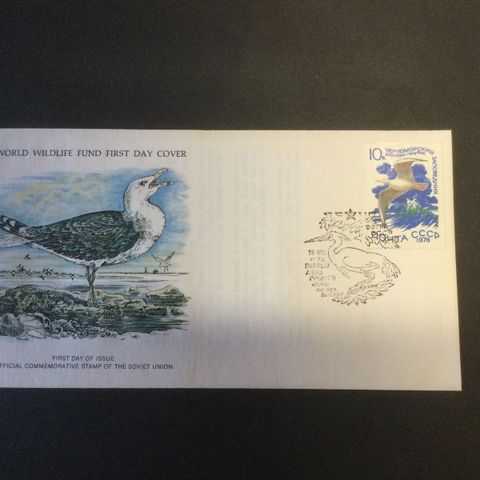 WORLD WILDLIFE FUND FIRST DAY COVER
10к
ЧЕРНОМОРСКИЙ
ЗАПОВЕДНИК
ПОЧТА СССР
1976
FIRST DAY OF ISSUE
OFFICIAL COMMEMORATIVE STAMP OF THE SOVIET UNION